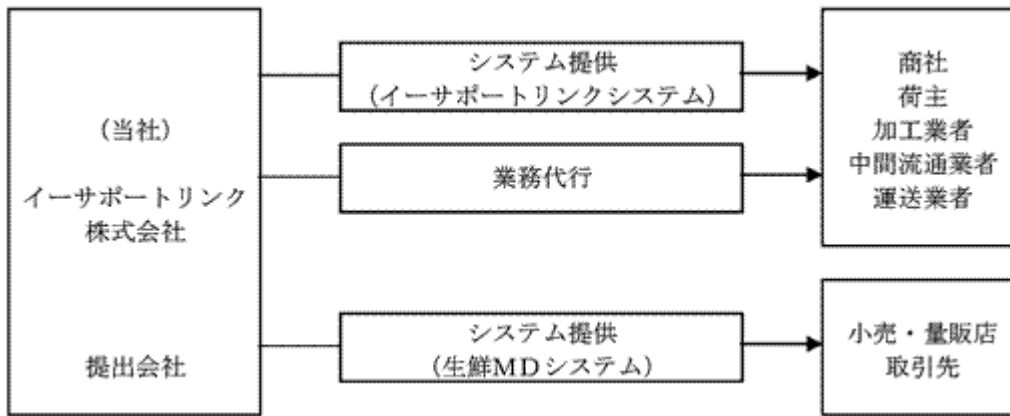 (当社)
イーサポートリンク
株式会社
提出会社
システム提供
(イーサポートリンクシステム)
業務代行
システム提供
(生鮮MDシステム)
商社
荷主
加工業者
中間流通業者
運送業者
小売・量販店
取引先